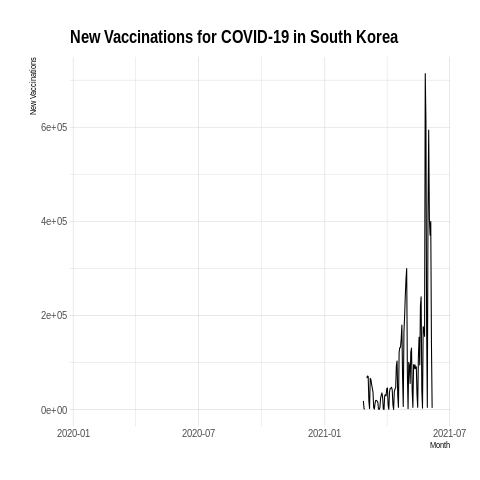 New Vaccinations for COVID-19 in South Korea
New Vaccinations
6e+05
4e+05
2e+05
0e+00
2020-01
2020-07
2021-01
2021-07
Month